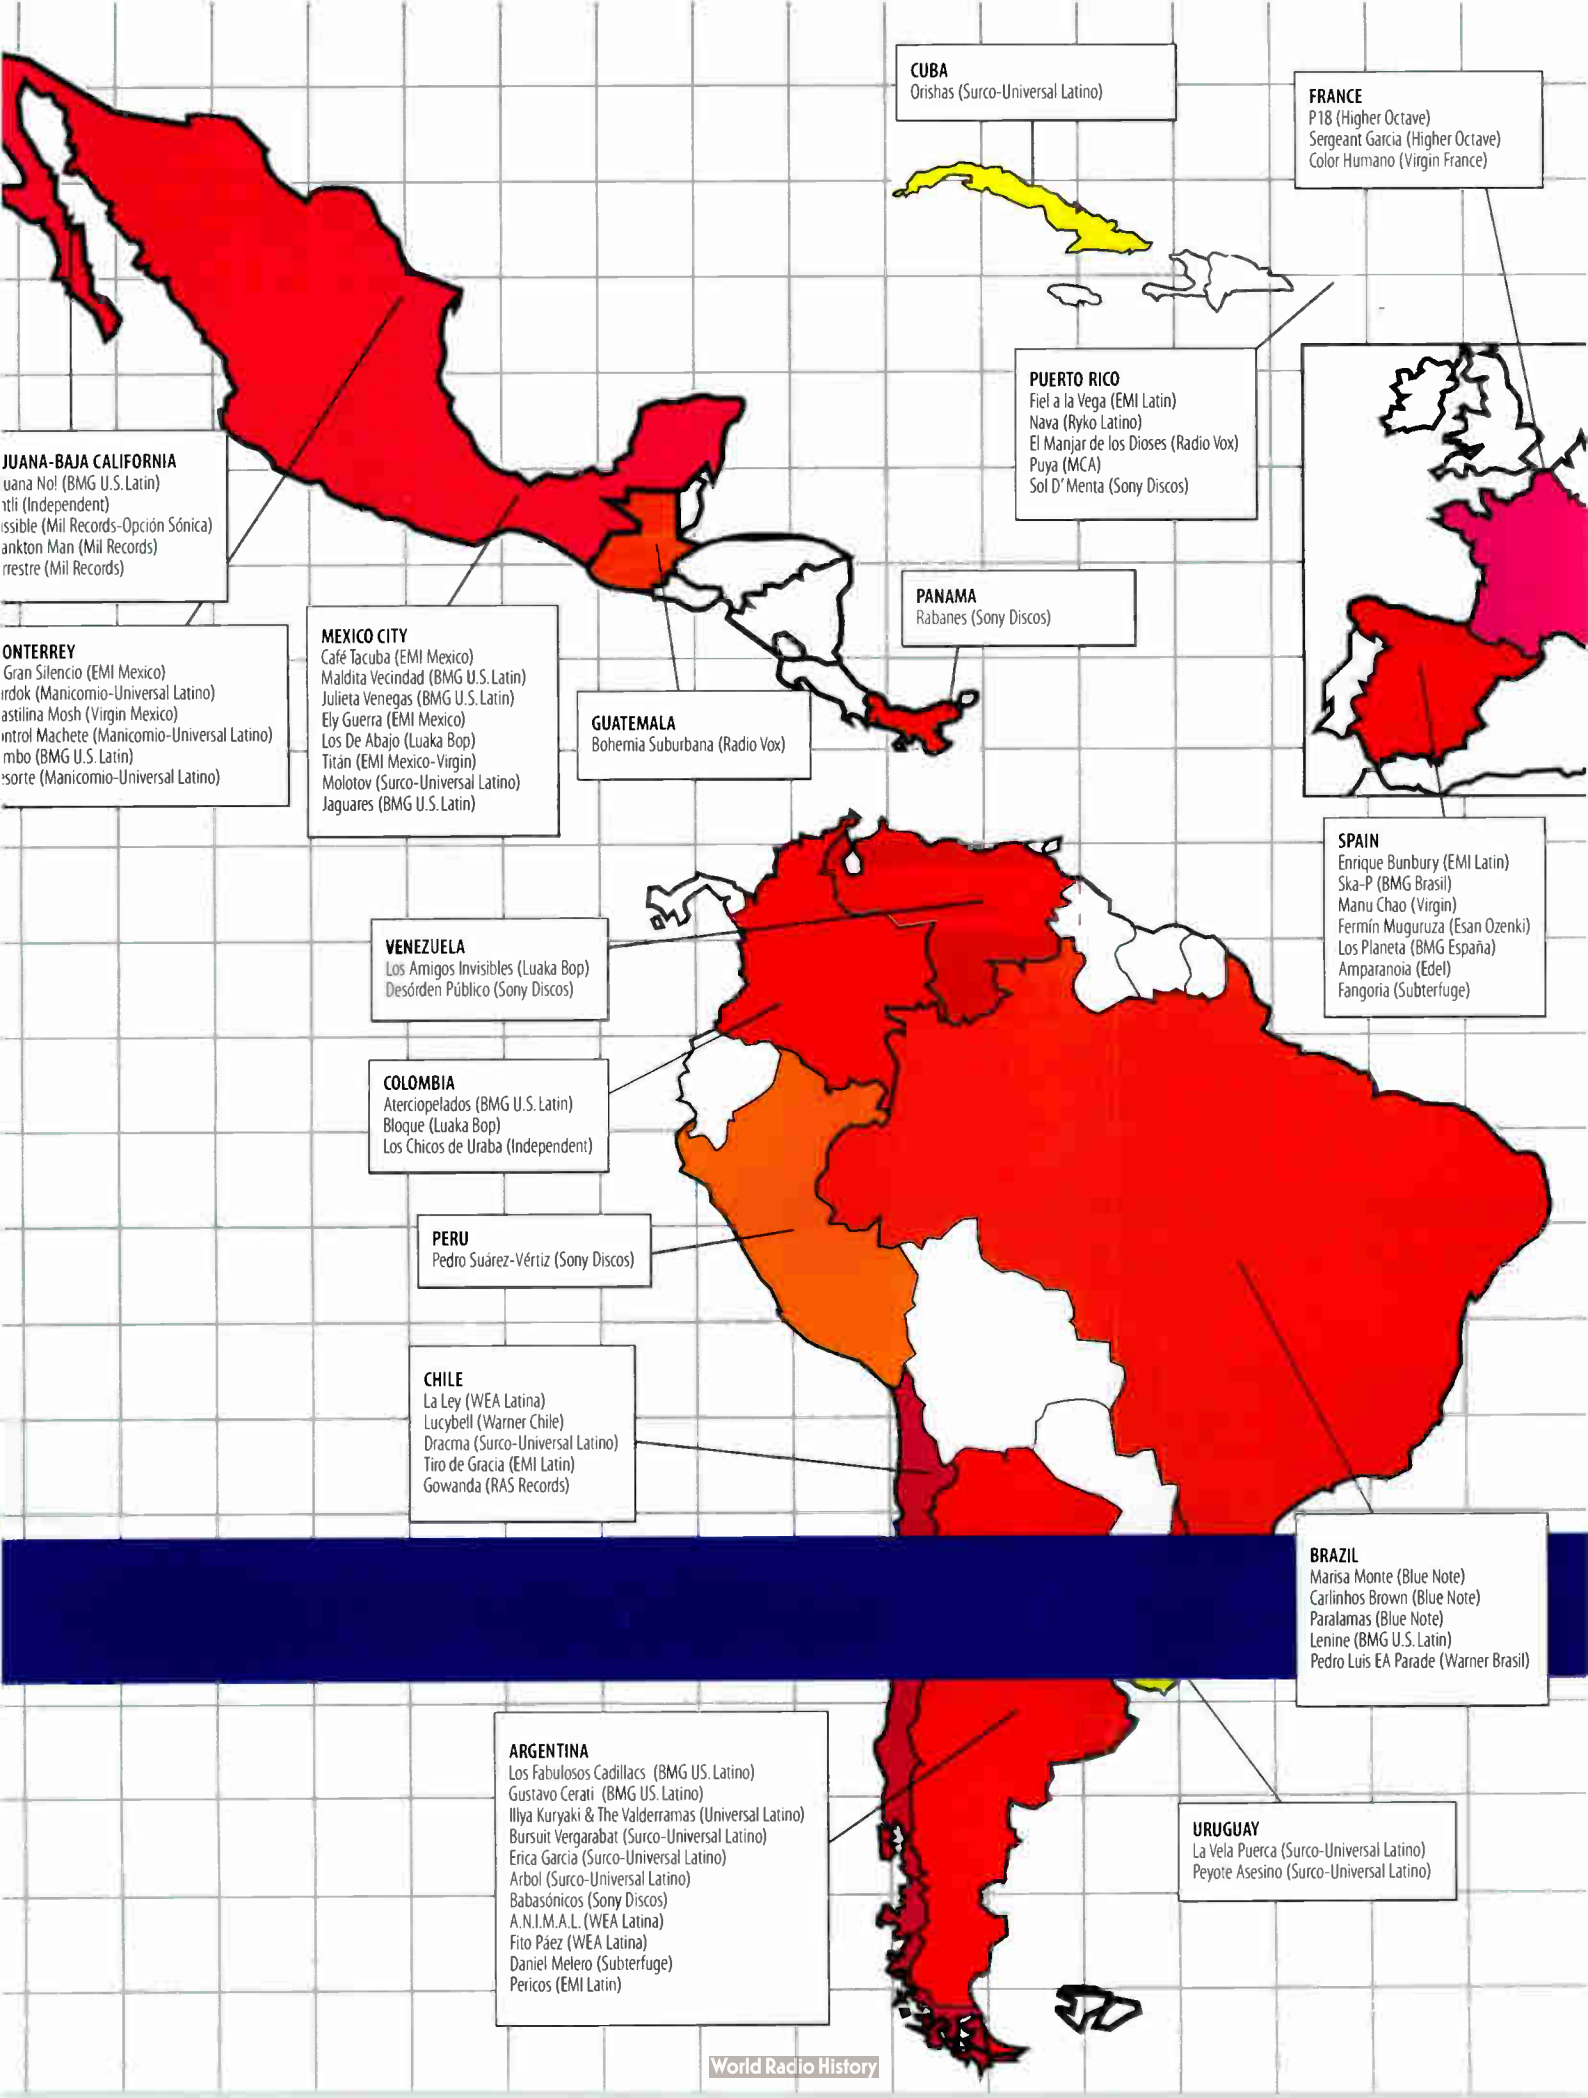 CUBA
Orishas (Surco-Universal Latino)
FRANCE
P18 (Higher Octave)
Sergeant Garcia (Higher Octave)
Color Humano (Virgin France)
PUERTO RICO
Fiel a la Vega (EMI Latin)
Nava (Ryko Latino)
El Manjar de los Dioses (Radio Vox)
Puya (MCA)
Sol D' Menta (Sony Discos)
JUANA-BAJA CALIFORNIA
uana No! (BMG U.S. Latin)
tli (Independent)
ssible (Mil Records-Opción Sónica)
ankton Man (Mil Records)
rrestre (Mil Records)
ONTERREY
Gran Silencio (EMI Mexico)
rdok (Manicomio-Universal Latino)
astilina Mosh (Virgin Mexico)
ntrol Machete (Manicomio-Universal Latino)
mbo (BMG U.S. Latin)
sorte (Manicomio-Universal Latino)
MEXICO CITY
Café Tacuba (EMI Mexico)
Maldita Vecindad (BMG U.S. Latin)
Julieta Venegas (BMG U.S. Latin)
Ely Guerra (EMI Mexico)
Los De Abajo (Luaka Bop)
Titán (EMI Mexico-Virgin)
Molotov (Surco-Universal Latino)
Jaguares (BMG U.S. Latin)
GUATEMALA
Bohemia Suburbana (Radio Vox)
PANAMA
Rabanes (Sony Discos)
SPAIN
Enrique Bunbury (EMI Latin)
Ska-P (BMG Brasil)
Manu Chao (Virgin)
Fermín Muguruza (Esan Ozenki)
Los Planeta (BMG España)
Amparanoia (Edel)
Fangoria (Subterfuge)
VENEZUELA
Los Amigos Invisibles (Luaka Bop)
Desórden Público (Sony Discos)
COLOMBIA
Aterciopelados (BMG U.S. Latin)
Bloque (Luaka Bop)
Los Chicos de Uraba (Independent)
PERU
Pedro Suárez-Vértiz (Sony Discos)
CHILE
La Ley (WEA Latina)
Lucybell (Warner Chile)
Dracma (Surco-Universal Latino)
Tiro de Gracia (EMI Latin)
Gowanda (RAS Records)
BRAZIL
Marisa Monte (Blue Note)
Carlinhos Brown (Blue Note)
Paralamas (Blue Note)
Lenine (BMG U.S. Latin)
Pedro Luis EA Parade (Warner Brasil)
ARGENTINA
Los Fabulosos Cadillacs (BMG US. Latino)
Gustavo Cerati (BMG US. Latino)
Illya Kuryaki & The Valderramas (Universal Latino)
Bursuit Vergarabat (Surco-Universal Latino)
Erica Garcia (Surco-Universal Latino)
Arbol (Surco-Universal Latino)
Babasónicos (Sony Discos)
A.N.I.M.A.L. (WEA Latina)
Fito Páez (WEA Latina)
Daniel Melero (Subterfuge)
Pericos (EMI Latin)
URUGUAY
La Vela Puerca (Surco-Universal Latino)
Peyote Asesino (Surco-Universal Latino)
World Radio History